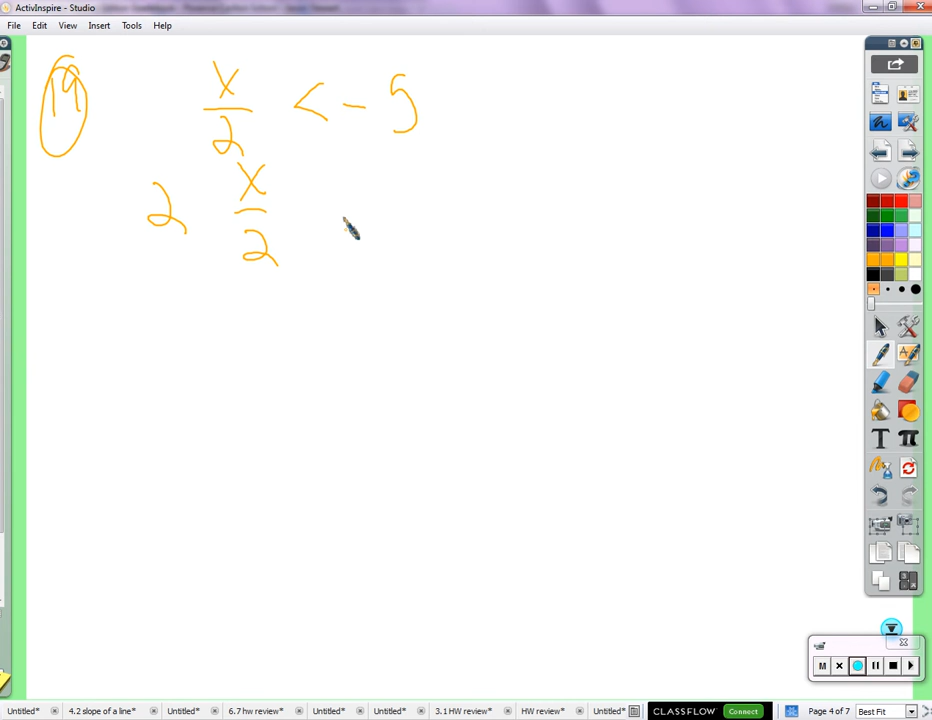 ActivInspire - Studio
File Edit View Insert Tools Help
19
x/2 < - 5
2 x/2
Untitled* 4.2 slope of a line* Untitled* 6.7 hw review* Untitled* Untitled* 3.1 HW review* HW review* Untitled* CLASSFLOW Connect Page 4 of 7 Best Fit